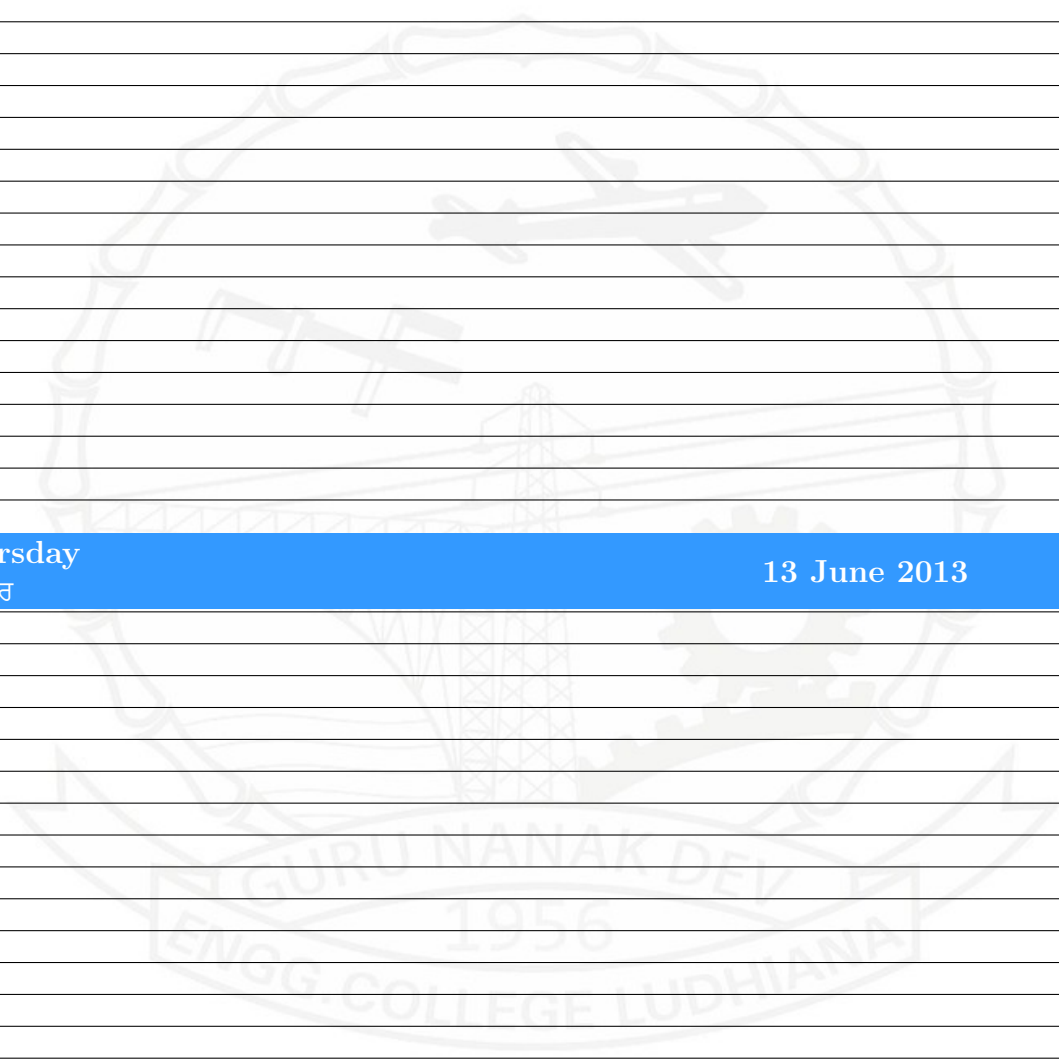 rsday
ਰ
13 June 2013
GURU NANAK DEV
1956
ENGG.COLLEGE LUDHIANA